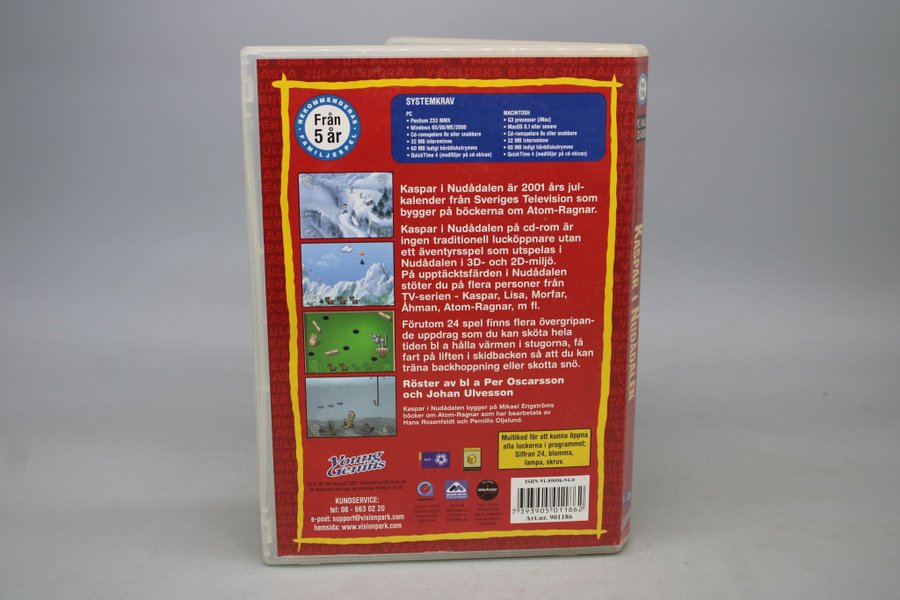 REKOMMENDERAS
Från
5 år
FAMILJESPEL
SYSTEMKRAV
PC
• Pentium 233 MMX
• Windows 95/98/ME/2000
• Cd-romspelare 8x eller snabbare
• 32 MB internminne
• 60 MB ledigt hårddiskutrymme
• QuickTime 4 (medföljer på cd-skivan)
MACINTOSH
• G3 processor (iMac)
• MacOS 8.1 eller senare
• Cd-romspelare 8x eller snabbare
• 32 MB internminne
• 60 MB ledigt hårddiskutrymme
• QuickTime 4 (medföljer på cd-skivan)
Kaspar i Nudådalen är 2001 års jul-
kalender från Sveriges Television som
bygger på böckerna om Atom-Ragnar.
Kaspar i Nudådalen på cd-rom är
ingen traditionell lucköppnare utan
ett äventyrsspel som utspelas i
Nudådalen i 3D- och 2D-miljö.
På upptäcktsfärden i Nudådalen
stöter du på flera personer från
TV-serien - Kaspar, Lisa, Morfar,
Åhman, Atom-Ragnar, m fl.
Förutom 24 spel finns flera övergripan-
de uppdrag som du kan sköta hela
tiden bl a hålla värmen i stugorna, få
fart på liften i skidbacken så att du kan
träna backhoppning eller skotta snö.
Röster av bl a Per Oscarsson
och Johan Ulvesson
Kaspar i Nudådalen bygger på Mikael Engströms
böcker om Atom-Ragnar som har bearbetats av
Hans Rosenfeldt och Pernilla Oljelund.
Multikod för att kunna öppna
alla luckorna i programmet:
Siffran 24, blomma,
lampa, skruv.
Young
Genius
KUNDSERVICE:
tel: 08 - 663 02 20
e-post: support@visionpark.com
hemsida: www.visionpark.com
SVT
ISBN 91-89096-94-0
7 393905 011862
Art.nr. 901186
KASPAR I NUDÅDALEN